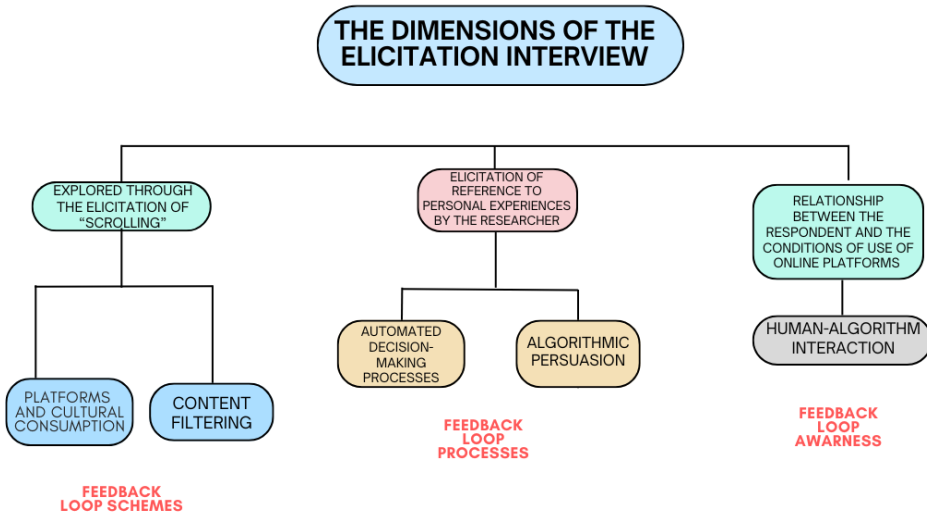 THE DIMENSIONS OF THE
ELICITATION INTERVIEW
EXPLORED THROUGH
THE ELICITATION OF
“SCROLLING”
ELICITATION OF
REFERENCE TO
PERSONAL EXPERIENCES
BY THE RESEARCHER
RELATIONSHIP
BETWEEN THE
RESPONDENT AND THE
CONDITIONS OF USE OF
ONLINE PLATFORMS
PLATFORMS
AND CULTURAL
CONSUMPTION
CONTENT
FILTERING
AUTOMATED
DECISION-
MAKING
PROCESSES
ALGORITHMIC
PERSUASION
HUMAN-ALGORITHM
INTERACTION
FEEDBACK
LOOP SCHEMES
FEEDBACK
LOOP
PROCESSES
FEEDBACK
LOOP
AWARNESS